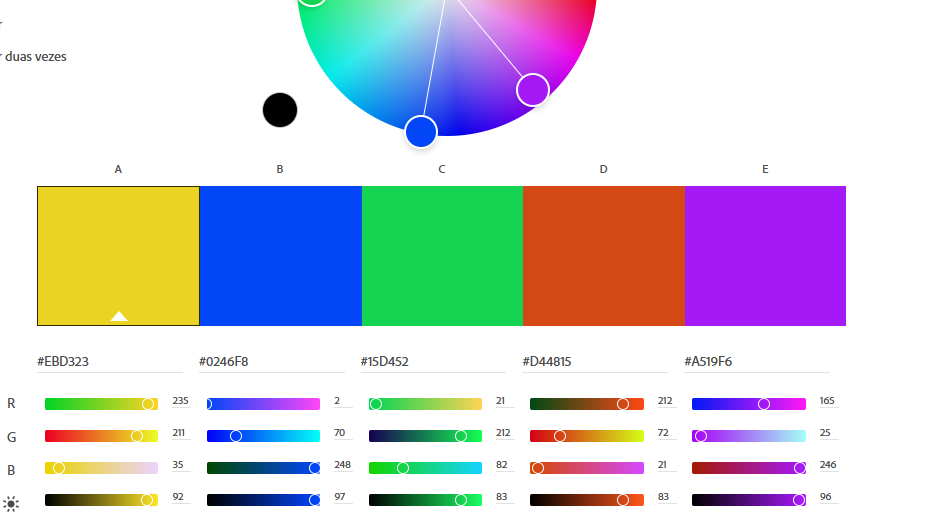 r
r duas vezes
A B C D E
#EBD323 #0246F8 #15D452 #D44815 #A519F6
R 235 2 21 212 165
G 211 70 212 72 25
B 35 248 82 21 246
92 97 83 83 96